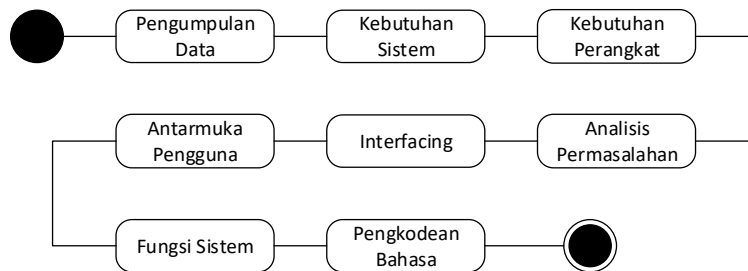 Pengumpulan
Data
Kebutuhan
Sistem
Kebutuhan
Perangkat
Antarmuka
Pengguna
Interfacing
Analisis
Permasalahan
Fungsi Sistem
Pengkodean
Bahasa